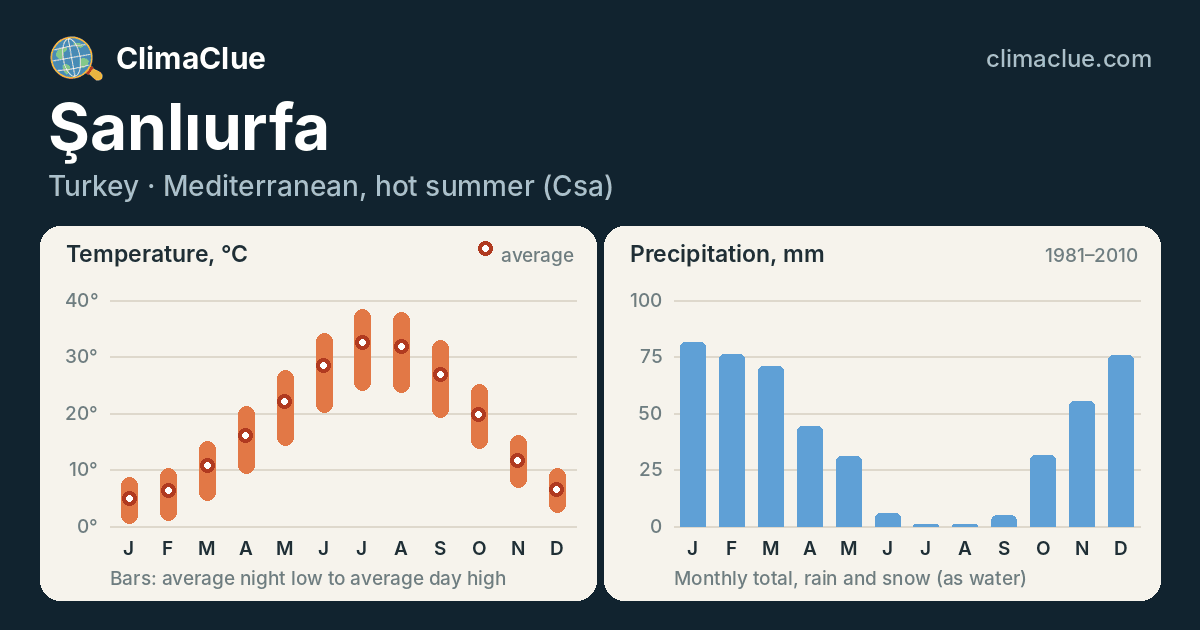 ClimaClue
climaclue.com
Şanlıurfa
Turkey · Mediterranean, hot summer (Csa)
Temperature, °C
average
40°
30°
20°
10°
0°
J F M A M J J A S O N D
Bars: average night low to average day high
Precipitation, mm
1981–2010
100
75
50
25
0
J F M A M J J A S O N D
Monthly total, rain and snow (as water)